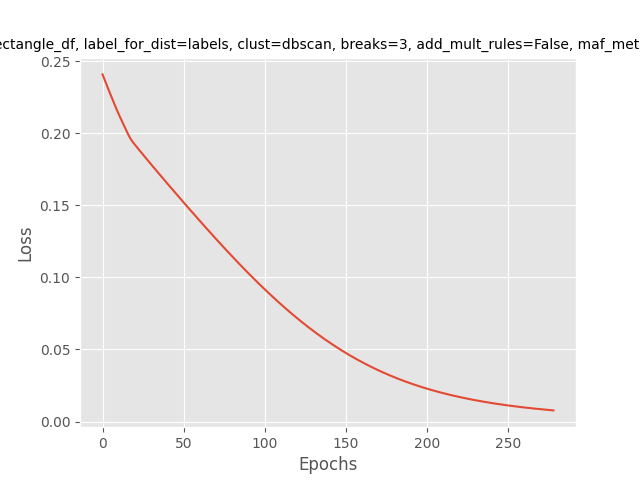 ectangle_df, label_for_dist=labels, clust=dbscan, breaks=3, add_mult_rules=False, maf_met
0.25
0.20
0.15
0.10
0.05
0.00
Loss
0 50 100 150 200 250
Epochs